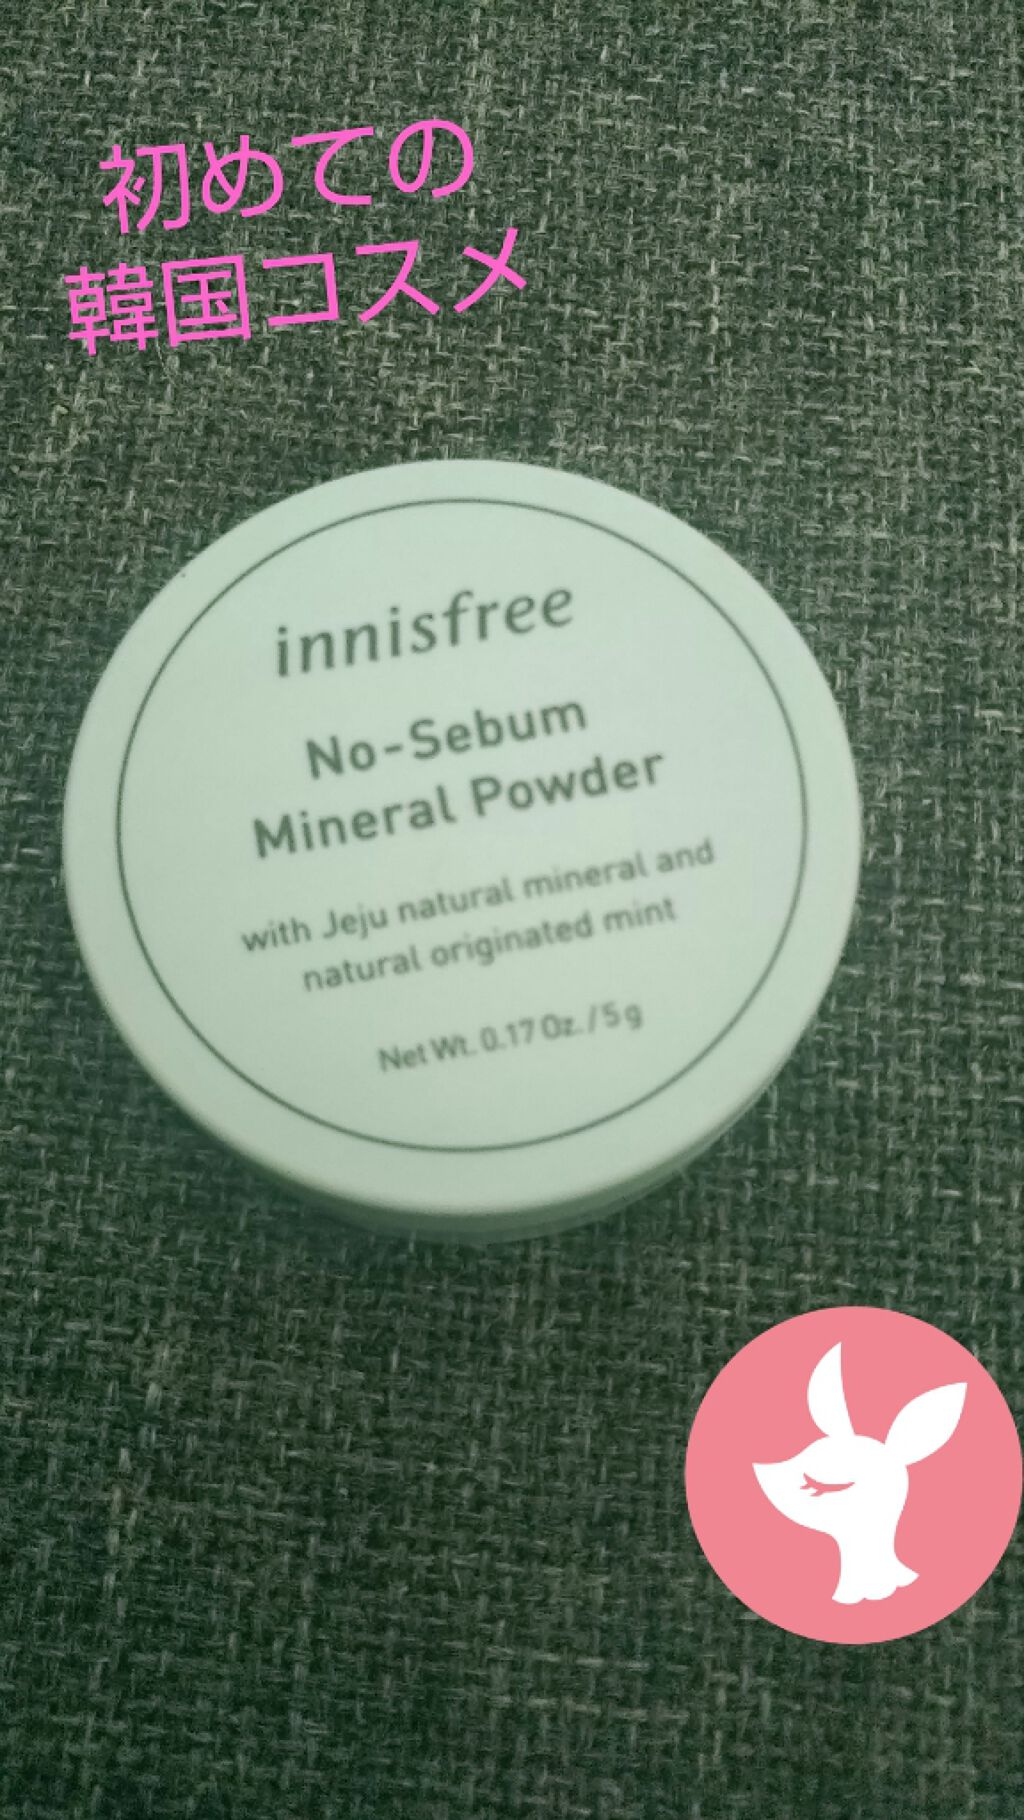 初めての
韓国コスメ
innisfree
No-Sebum
Mineral Powder
with Jeju natural mineral and
natural originated mint
Net Wt. 0.17 Oz. / 5 g